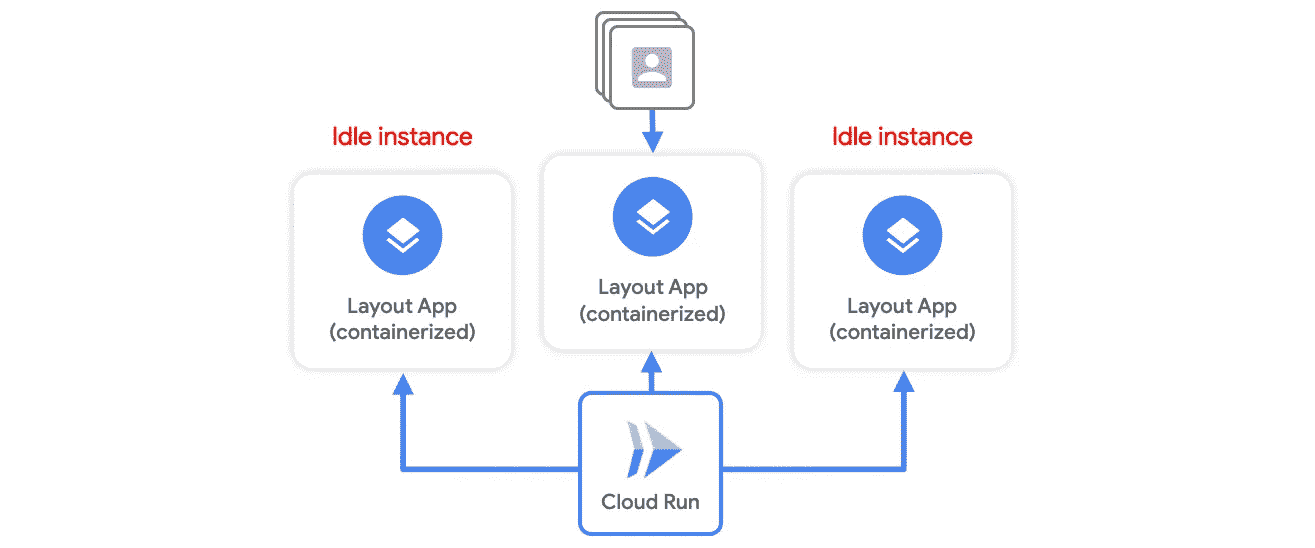 Idle instance
Idle instance
Layout App
(containerized)
Layout App
(containerized)
Layout App
(containerized)
Cloud Run